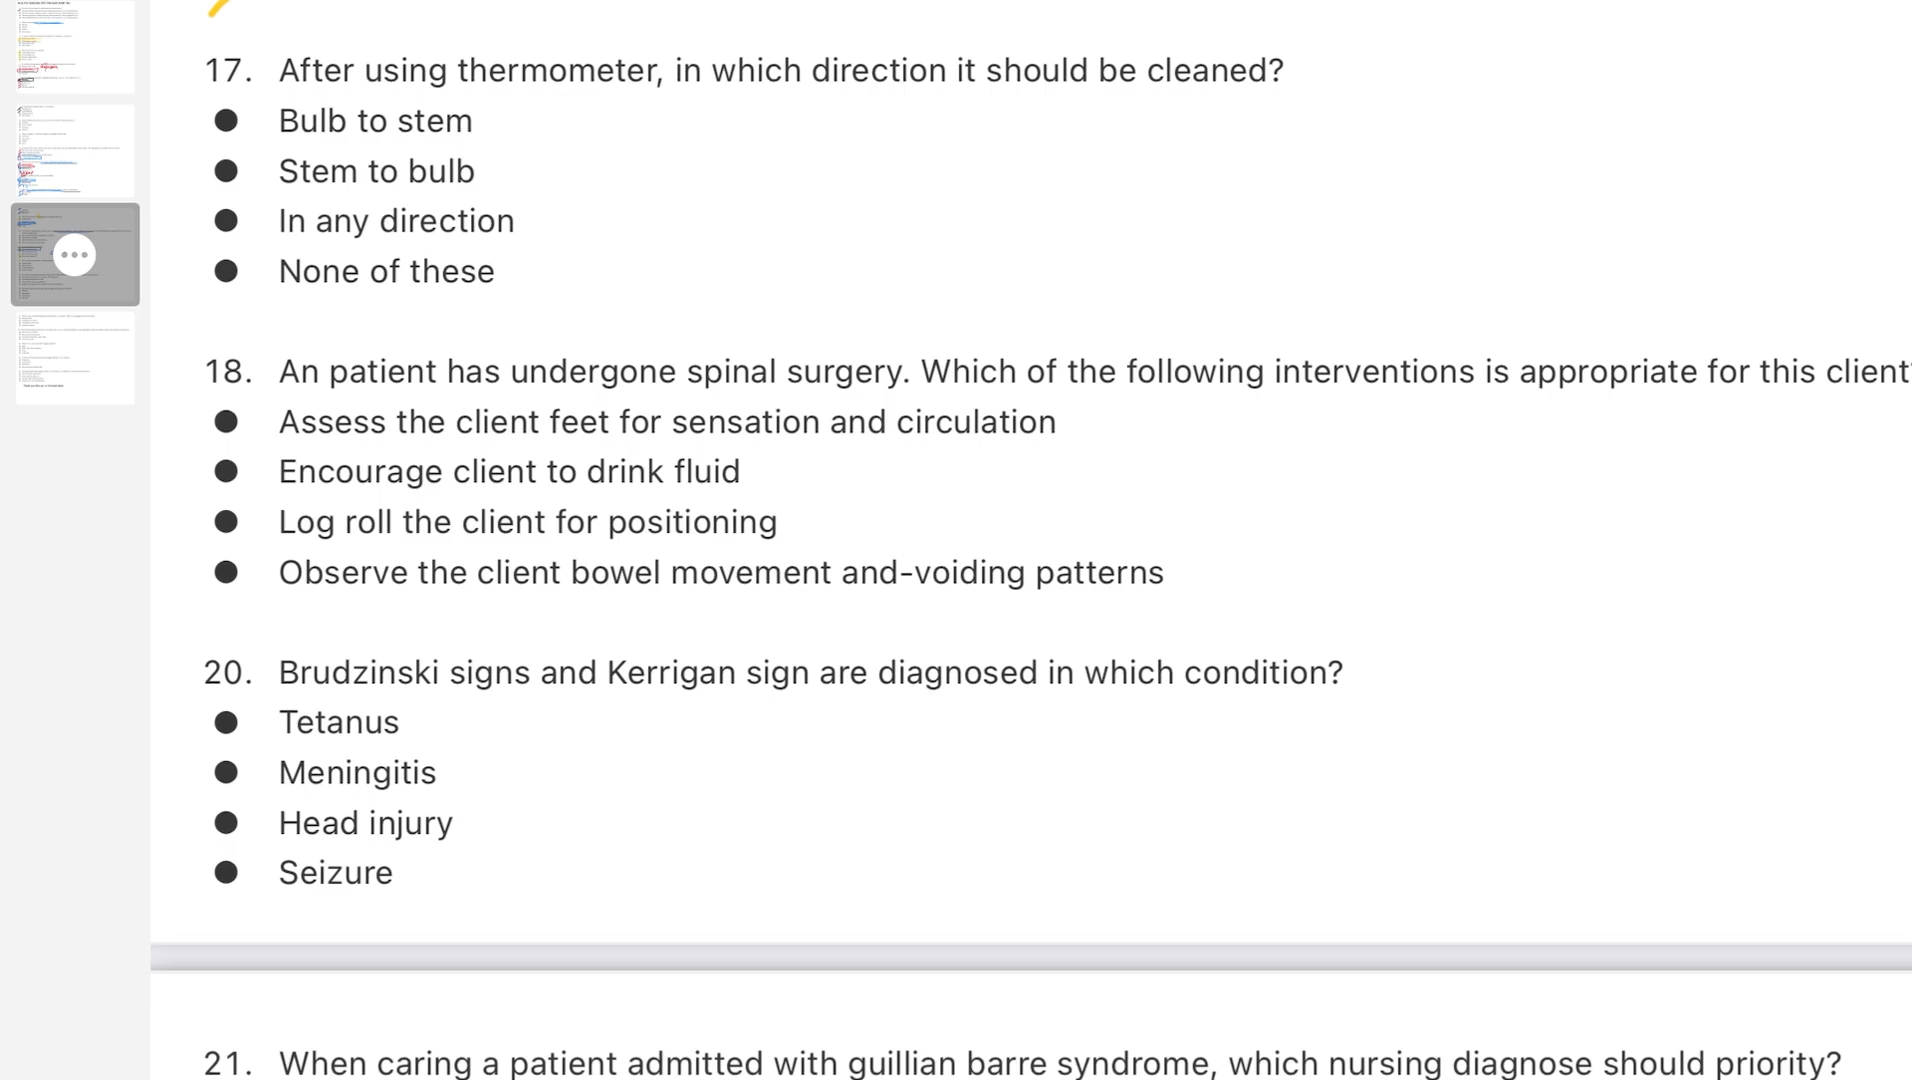 17. After using thermometer, in which direction it should be cleaned?
● Bulb to stem
● Stem to bulb
● In any direction
● None of these
18. An patient has undergone spinal surgery. Which of the following interventions is appropriate for this client?
● Assess the client feet for sensation and circulation
● Encourage client to drink fluid
● Log roll the client for positioning
● Observe the client bowel movement and-voiding patterns
20. Brudzinski signs and Kerrigan sign are diagnosed in which condition?
● Tetanus
● Meningitis
● Head injury
● Seizure
21. When caring a patient admitted with guillian barre syndrome, which nursing diagnose should priority?